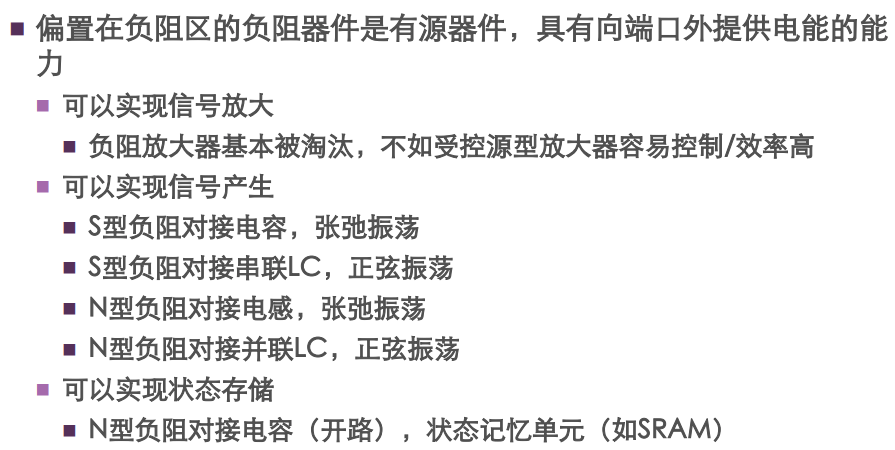 偏置在负阻区的负阻器件是有源器件，具有向端口外提供电能的能
力
可以实现信号放大
负阻放大器基本被淘汰，不如受控源型放大器容易控制/效率高
可以实现信号产生
S型负阻对接电容，张弛振荡
S型负阻对接串联LC，正弦振荡
N型负阻对接电感，张弛振荡
N型负阻对接并联LC，正弦振荡
可以实现状态存储
N型负阻对接电容（开路），状态记忆单元（如SRAM）